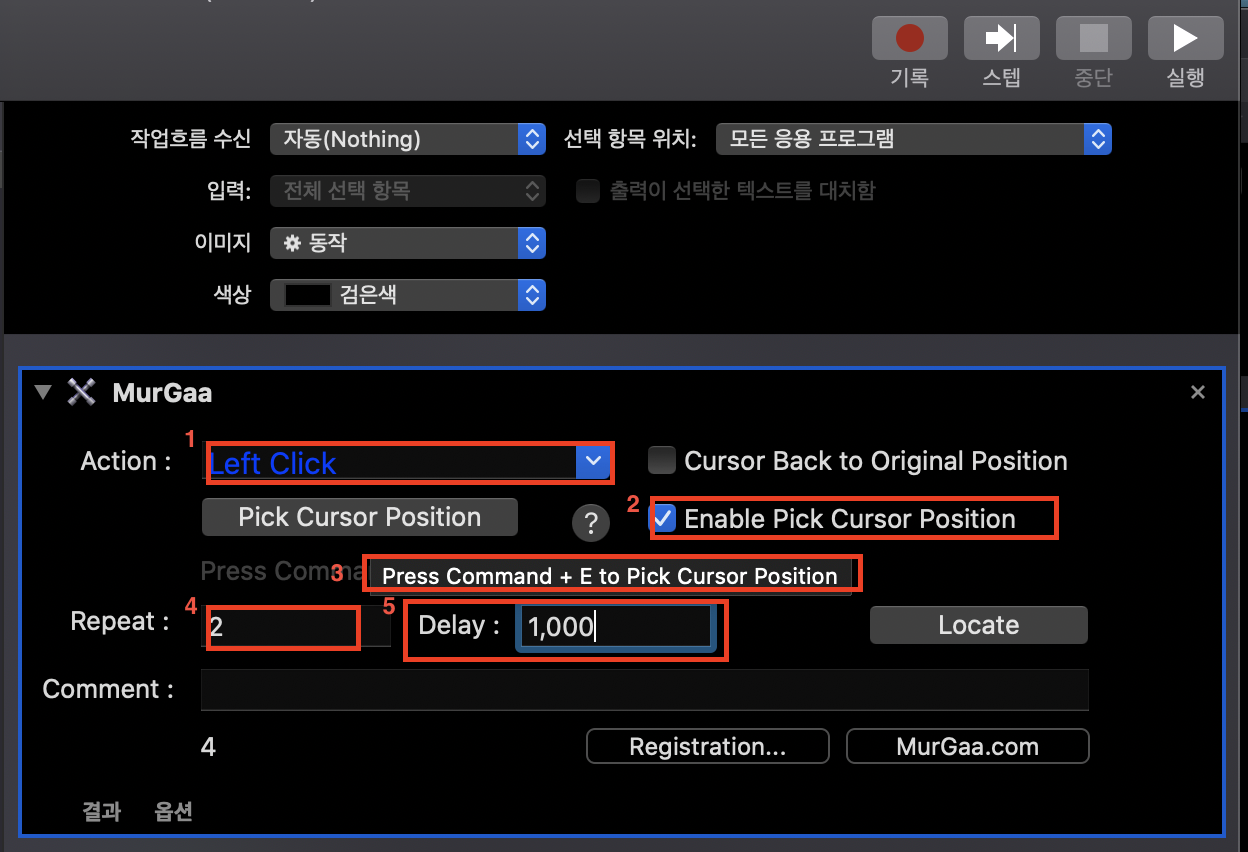 기록 스텝 중단 실행
작업흐름 수신 자동(Nothing) 선택 항목 위치: 모든 응용 프로그램
입력: 전체 선택 항목 출력이 선택한 텍스트를 대치함
이미지 동작
색상 검은색
MurGaa
1
Action : Left Click Cursor Back to Original Position
Pick Cursor Position ? 2 Enable Pick Cursor Position
Press Comma 3 Press Command + E to Pick Cursor Position
4 5
Repeat : 2 Delay : 1,000 Locate
Comment :
4 Registration... MurGaa.com
결과 옵션